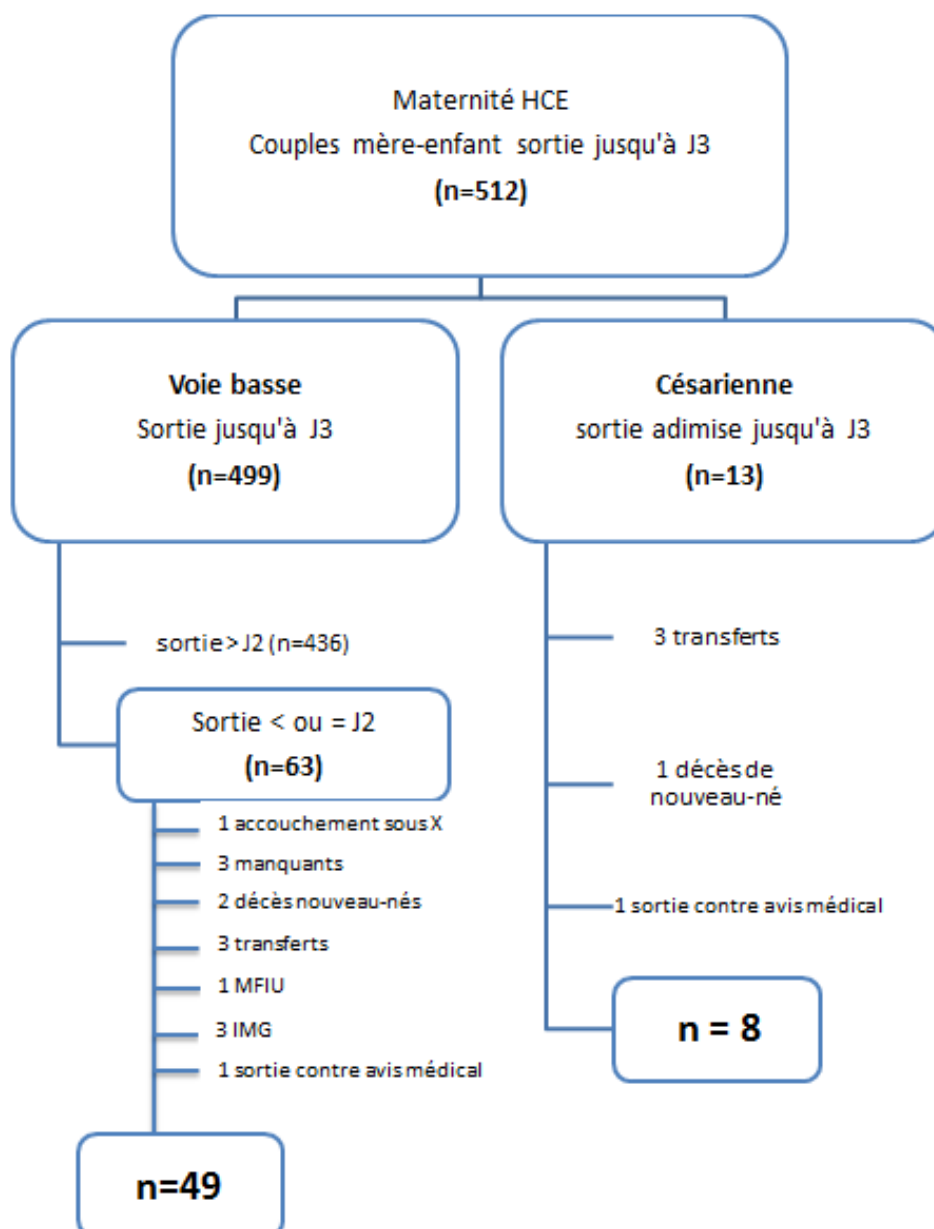 Maternité HCE
Couples mère-enfant sortie jusqu'à J3
(n=512)
Voie basse
Sortie jusqu'à J3
(n=499)
Césarienne
sortie adimise jusqu'à J3
(n=13)
sortie > J2 (n=436)
Sortie < ou = J2
(n=63)
1 accouchement sous X
3 manquants
2 décès nouveau-nés
3 transferts
1 MFIU
3 IMG
1 sortie contre avis médical
n=49
3 transferts
1 décès de
nouveau-né
1 sortie contre avis médical
n = 8